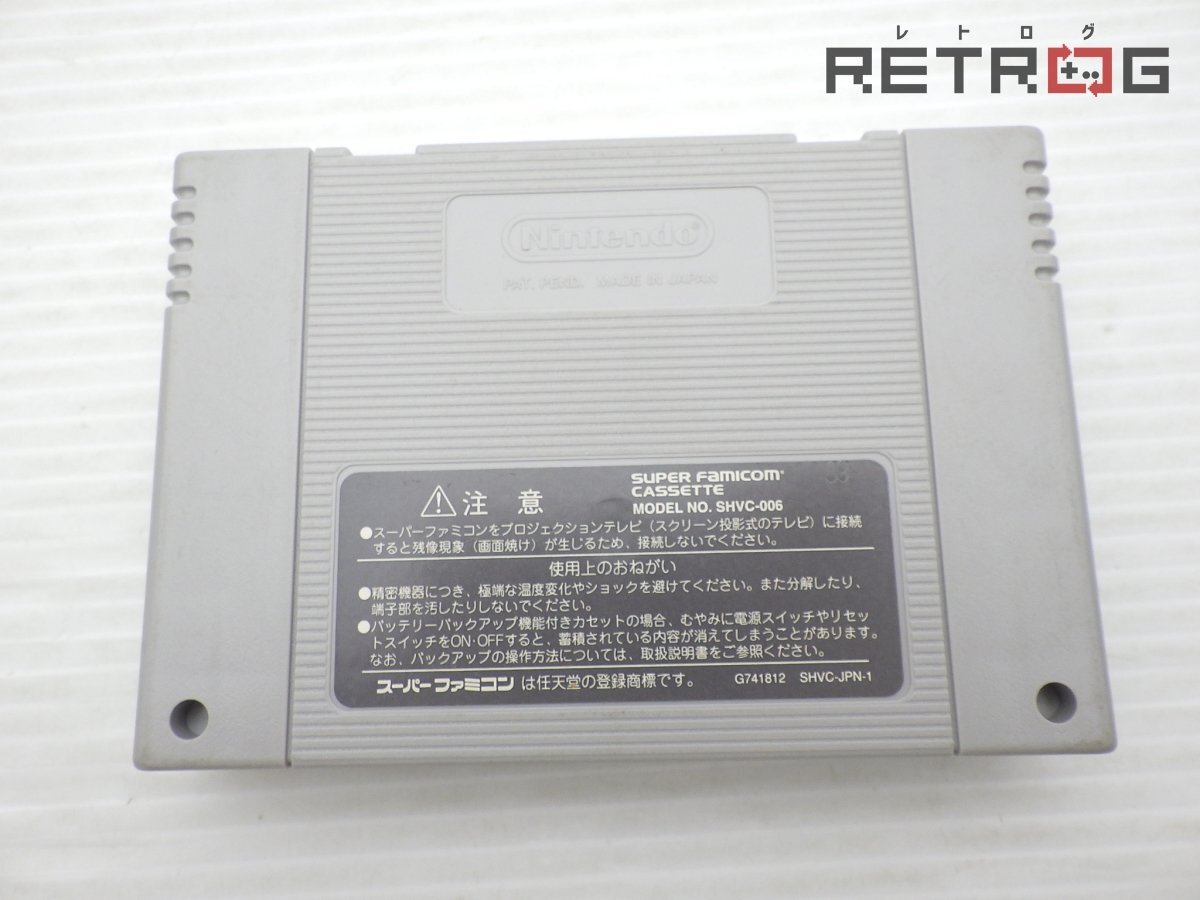 レトログ
RETROG
Nintendo®
PAT. PEND. MADE IN JAPAN
注意
SUPER FAMICOM
CASSETTE
MODEL NO. SHVC-006
●スーパーファミコンをプロジェクションテレビ（スクリーン投影式のテレビ）に接続
すると残像現象（画面焼け）が生じるため、接続しないでください。
使用上のおねがい
●精密機器につき、極端な温度変化やショックを避けてください。また分解したり、
端子部を汚したりしないでください。
●バッテリーバックアップ機能付きカセットの場合、むやみに電源スイッチやリセッ
トスイッチをON·OFFすると、蓄積されている内容が消えてしまうことがあります。
なお、バックアップの操作方法については、取扱説明書をご参照ください。
スーパーファミコンは任天堂の登録商標です。 G741812 SHVC-JPN-1